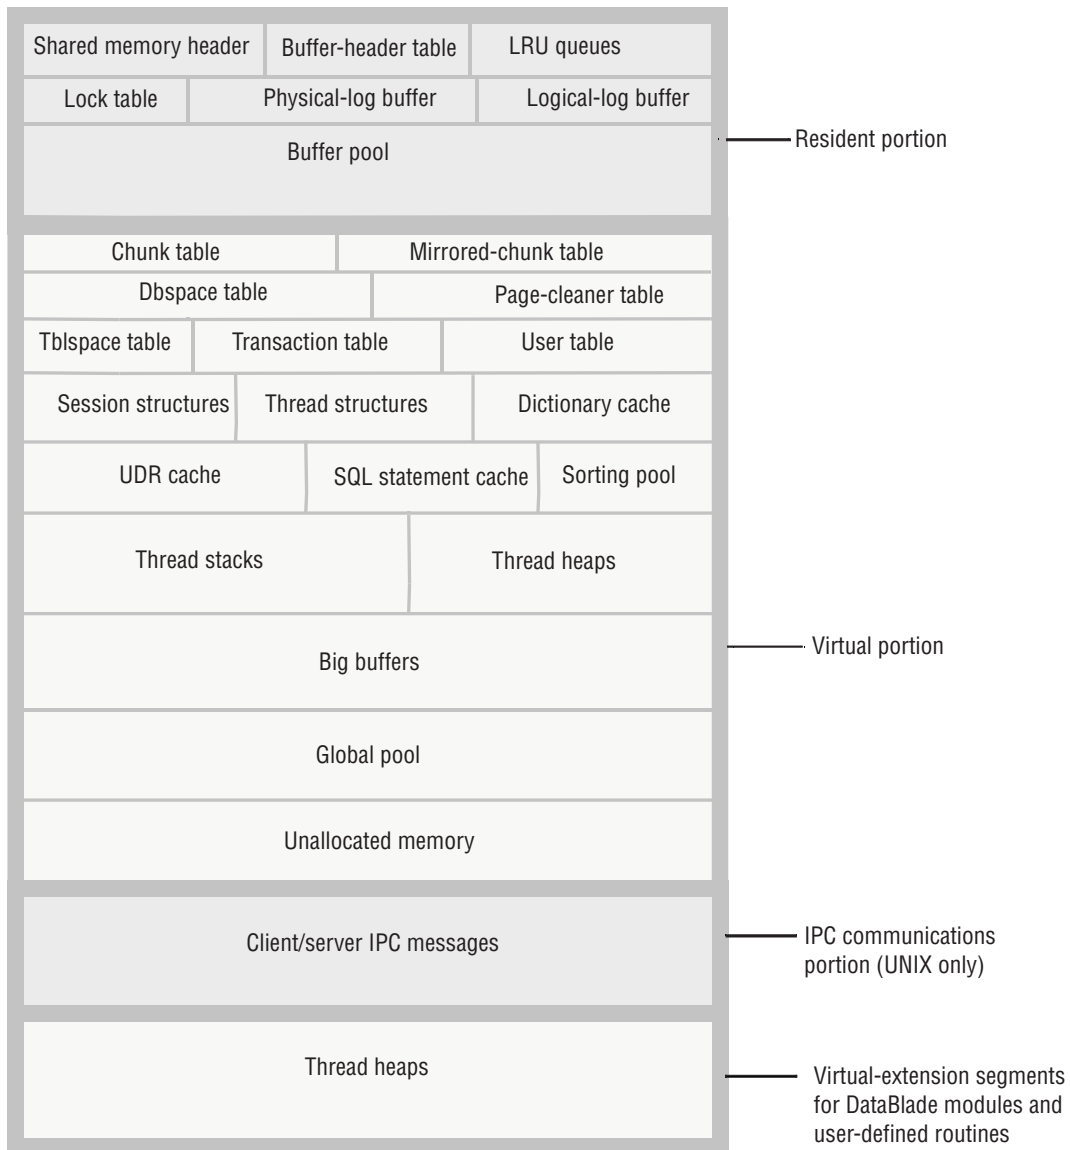 Shared memory header
Buffer-header table
LRU queues
Lock table
Physical-log buffer
Logical-log buffer
Resident portion
Buffer pool
Chunk table
Mirrored-chunk table
Dbspace table
Page-cleaner table
Tblspace table
Transaction table
User table
Session structures
Thread structures
Dictionary cache
UDR cache
SQL statement cache
Sorting pool
Thread stacks
Thread heaps
Virtual portion
Big buffers
Global pool
Unallocated memory
Client/server IPC messages
IPC communications
portion (UNIX only)
Thread heaps
Virtual-extension segments
for DataBlade modules and
user-defined routines